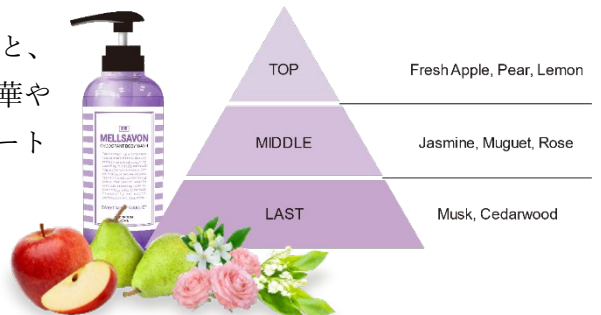 と、
華や
ート
MELLSAVON
TOP
Fresh Apple, Pear, Lemon
MIDDLE
Jasmine, Muguet, Rose
LAST
Musk, Cedarwood